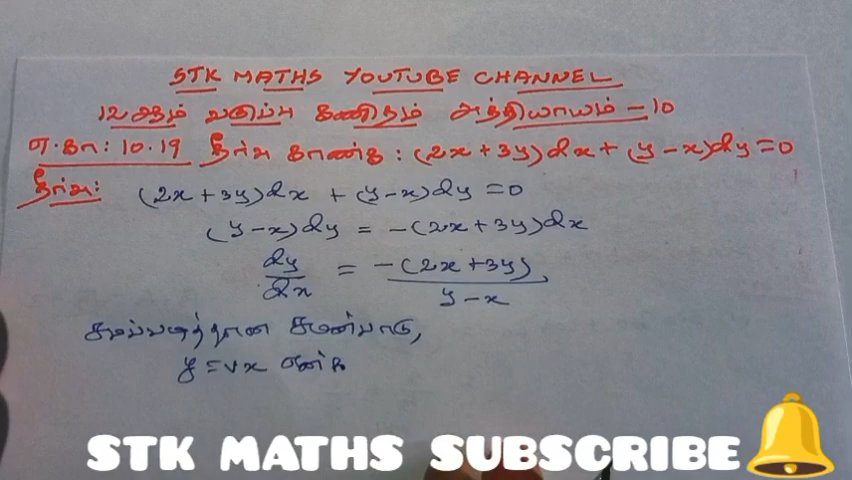 STK MATHS YOUTUBE CHANNEL
12 ஆம் வகுப்பு கணிதம் அத்தியாயம் - 10
எ.கா: 10.19 தீர்வு காண்க : (2x+3y)dx + (y-x)dy = 0
தீர்வு:
(2x+3y)dx + (y-x)dy = 0
(y-x)dy = -(2x+3y)dx
dy/dx = -(2x+3y)/y-x
சமப்படித்தான சமன்பாடு,
y = vx என்க
STK MATHS SUBSCRIBE